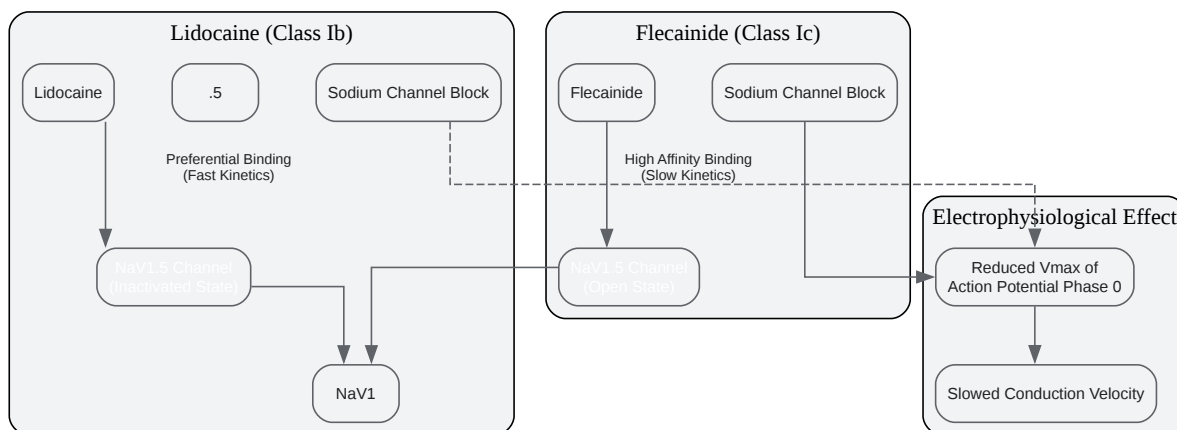 Lidocaine (Class Ib)
Lidocaine
.5
Sodium Channel Block
Preferential Binding
(Fast Kinetics)
NaV1.5 Channel
(Inactivated State)
NaV1
Flecainide (Class Ic)
Flecainide
Sodium Channel Block
High Affinity Binding
(Slow Kinetics)
NaV1.5 Channel
(Open State)
Electrophysiological Effect
Reduced Vmax of
Action Potential Phase 0
Slowed Conduction Velocity